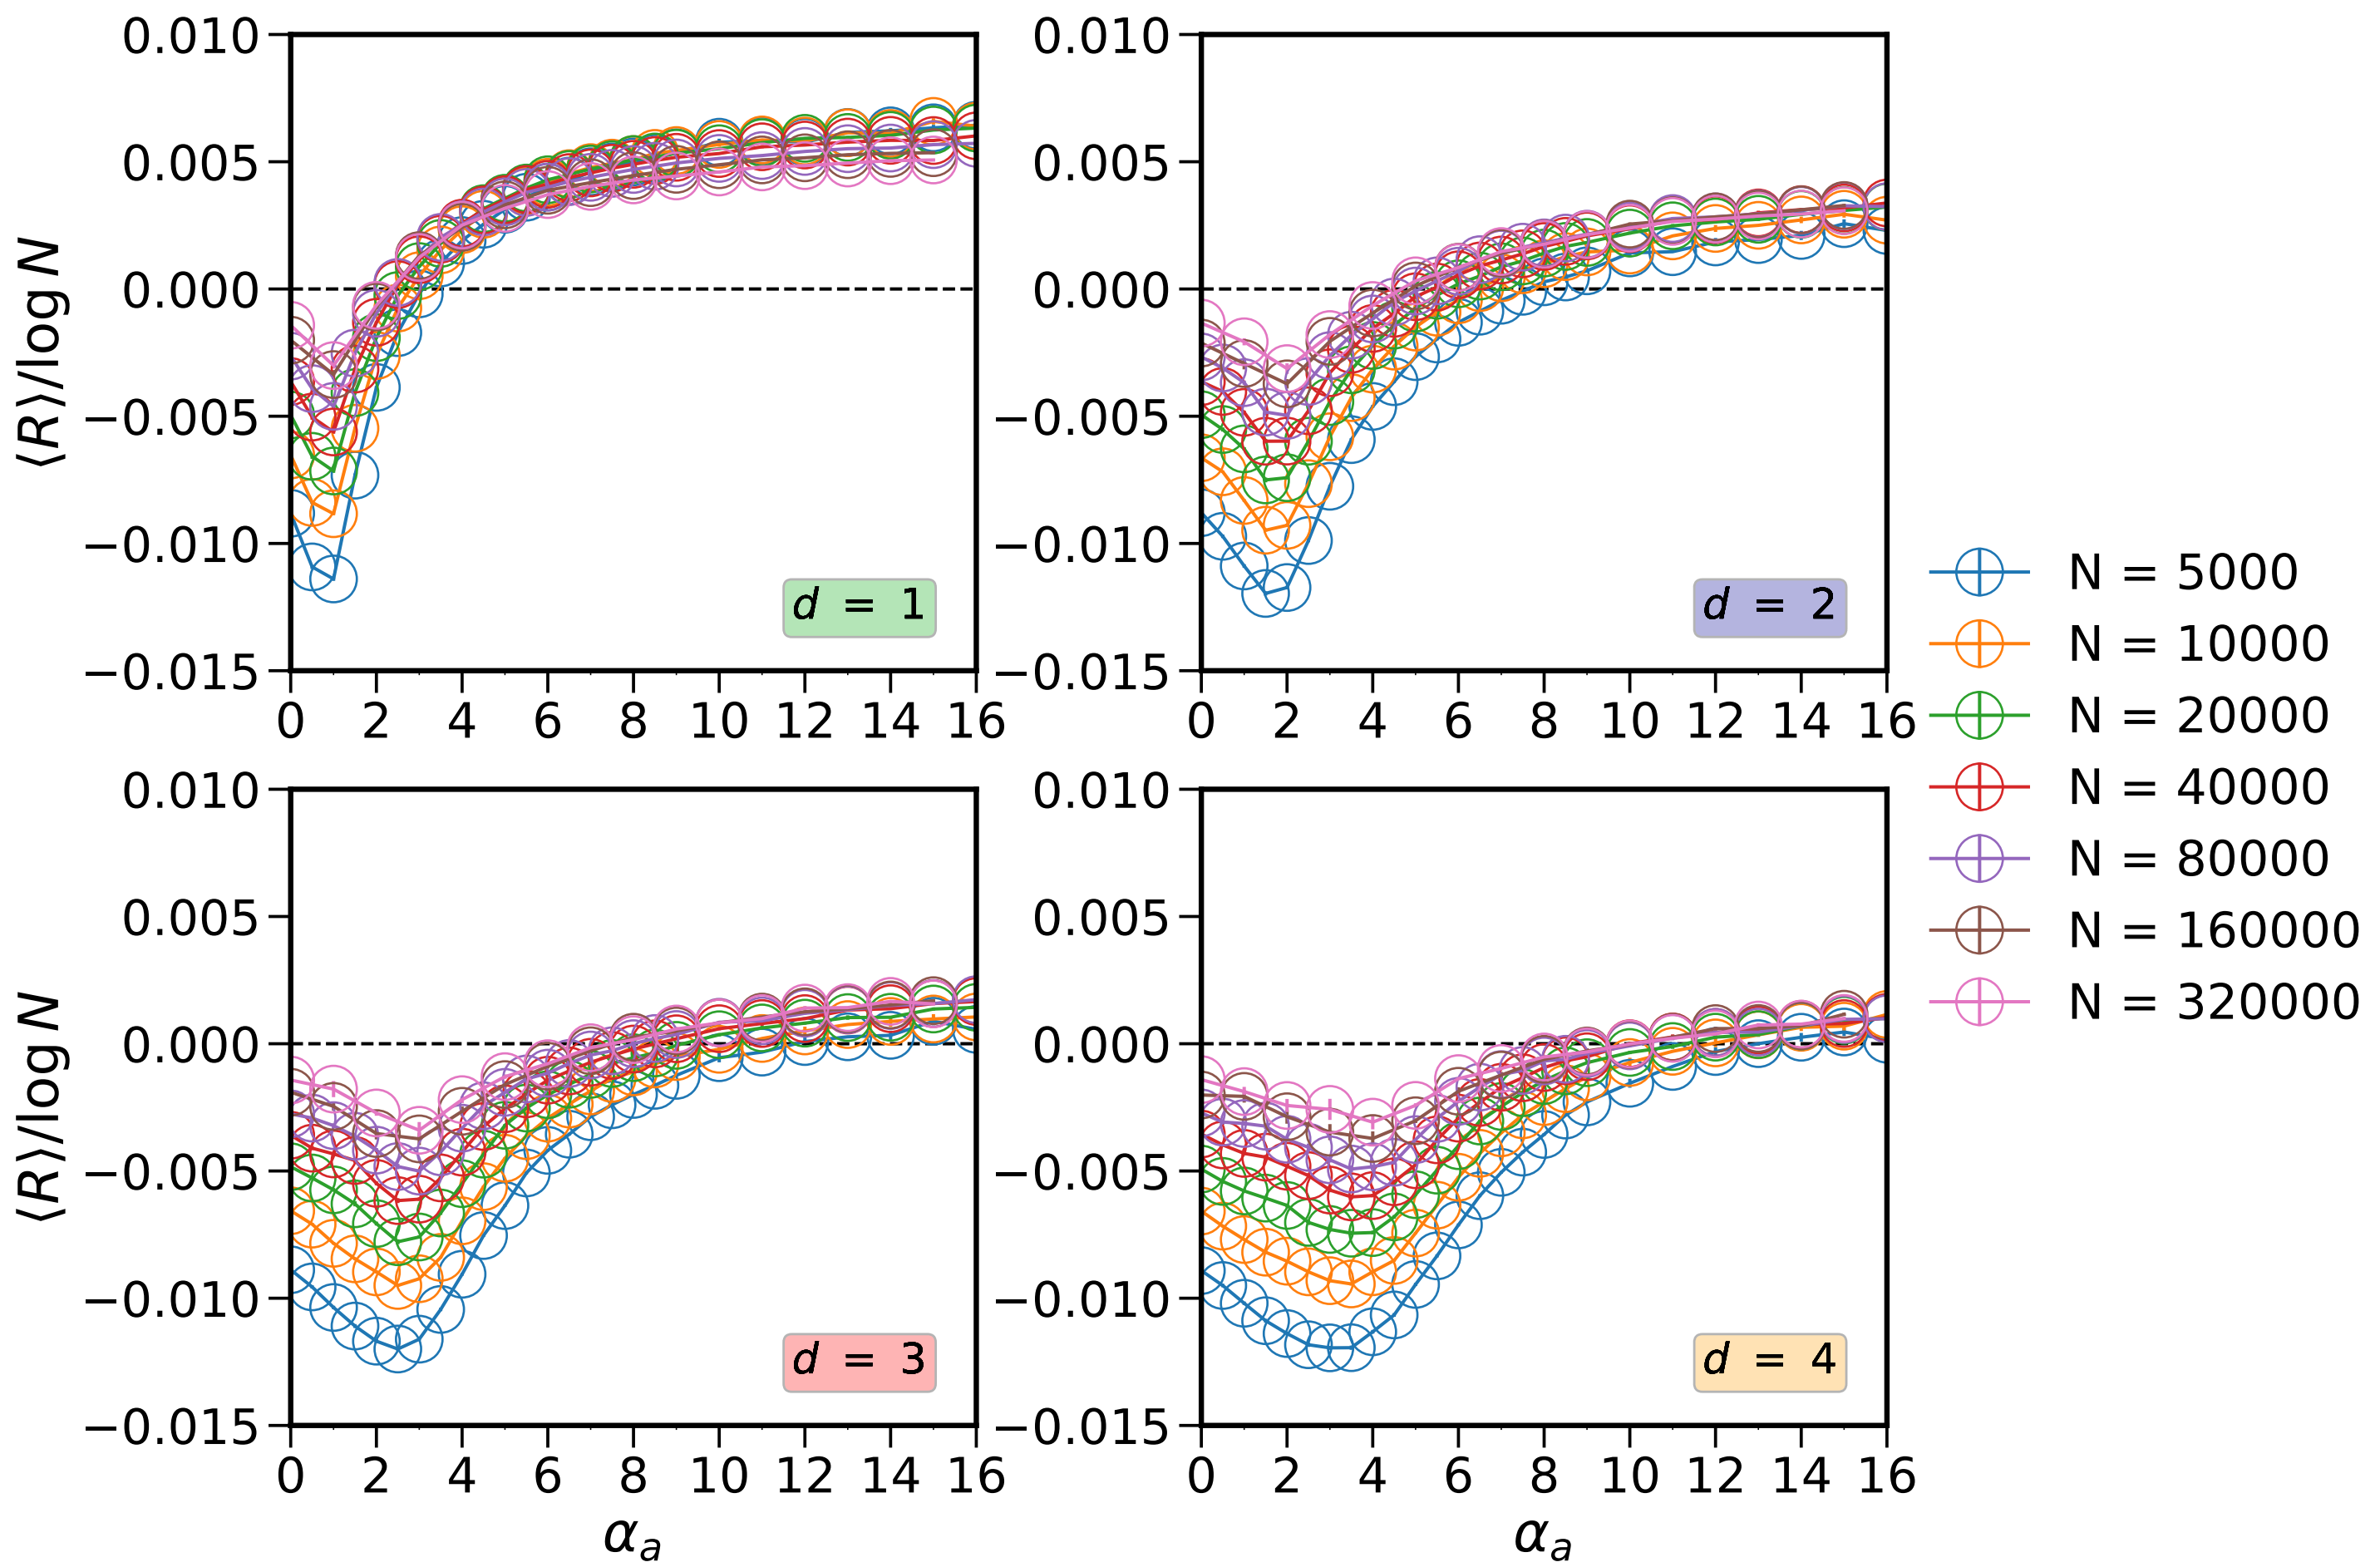 0.010
0.005
0.000
−0.005
−0.010
−0.015
⟨R⟩/log N
0 2 4 6 8 10 12 14 16
d = 1
0.010
0.005
0.000
−0.005
−0.010
−0.015
0 2 4 6 8 10 12 14 16
d = 2
0.010
0.005
0.000
−0.005
−0.010
−0.015
⟨R⟩/log N
0 2 4 6 8 10 12 14 16
α_a
d = 3
0.010
0.005
0.000
−0.005
−0.010
−0.015
0 2 4 6 8 10 12 14 16
α_a
d = 4
N = 5000
N = 10000
N = 20000
N = 40000
N = 80000
N = 160000
N = 320000